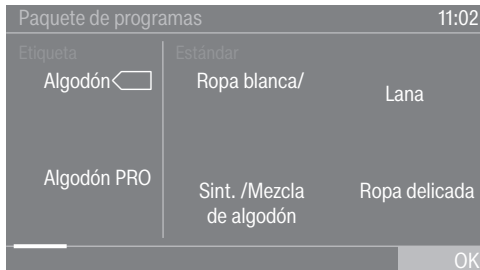 Paquete de programas 11:02
Etiqueta Estándar
Algodón Ropa blanca/ Lana
Algodón PRO Sint. /Mezcla de algodón Ropa delicada
OK